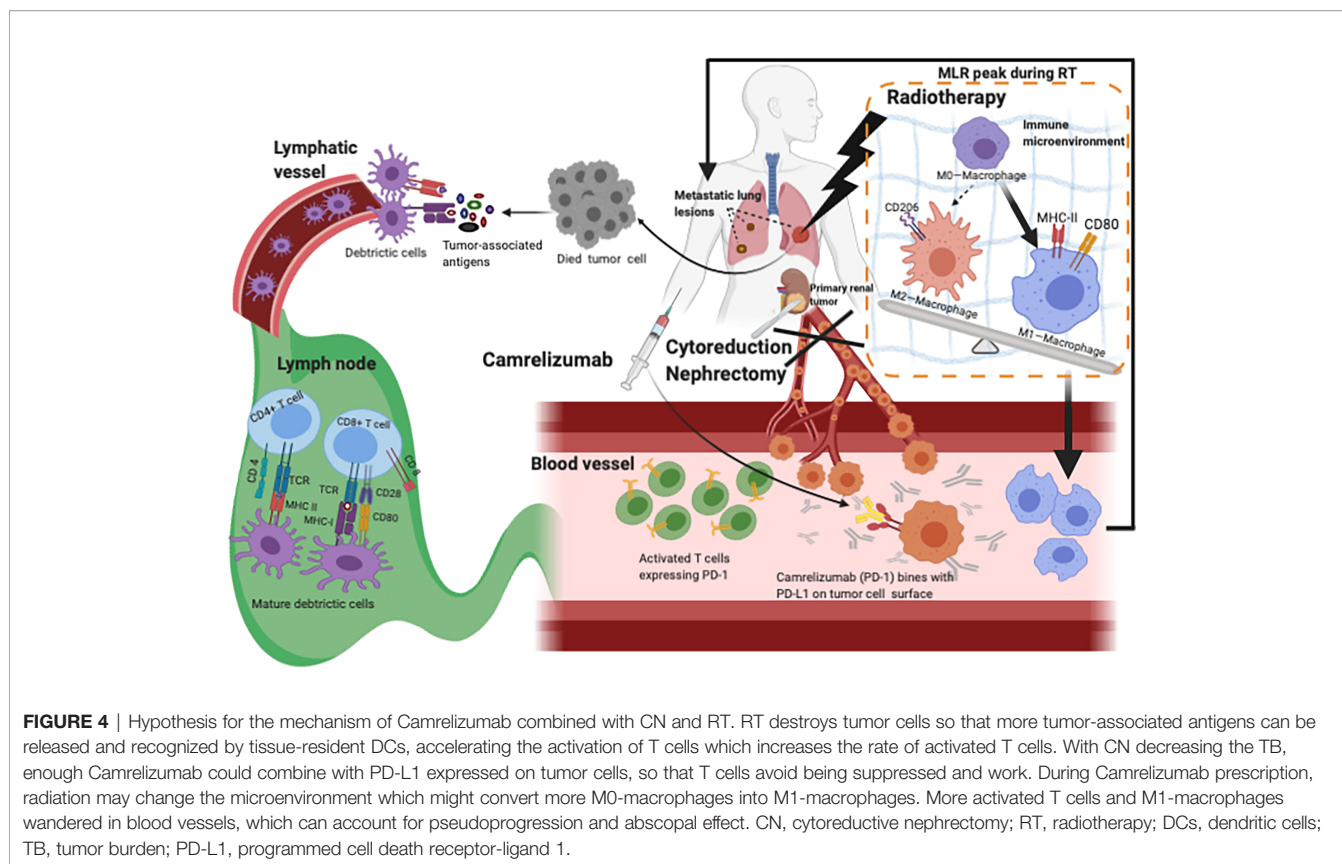 MLR peak during RT
Radiotherapy
Immune
microenvironment
M0–Macrophage
CD206
MHC-II
CD80
M2–Macrophage
M1–Macrophage
Lymphatic
vessel
Debtrictic cells
Tumor-associated
antigens
Died tumor cell
Metastatic lung
lesions
Primary renal
tumor
Camrelizumab
Cytoreduction
Nephrectomy
Lymph node
CD4+ T cell
CD8+ T cell
CD 4
TCR
MHC II
TCR
MHC-I
CD28
CD80
CD 8
Mature debtrictic cells
Blood vessel
Activated T cells
expressing PD-1
Camrelizumab (PD-1) bines with
PD-L1 on tumor cell surface
FIGURE 4 | Hypothesis for the mechanism of Camrelizumab combined with CN and RT. RT destroys tumor cells so that more tumor-associated antigens can be
released and recognized by tissue-resident DCs, accelerating the activation of T cells which increases the rate of activated T cells. With CN decreasing the TB,
enough Camrelizumab could combine with PD-L1 expressed on tumor cells, so that T cells avoid being suppressed and work. During Camrelizumab prescription,
radiation may change the microenvironment which might convert more M0-macrophages into M1-macrophages. More activated T cells and M1-macrophages
wandered in blood vessels, which can account for pseudoprogression and abscopal effect. CN, cytoreductive nephrectomy; RT, radiotherapy; DCs, dendritic cells;
TB, tumor burden; PD-L1, programmed cell death receptor-ligand 1.